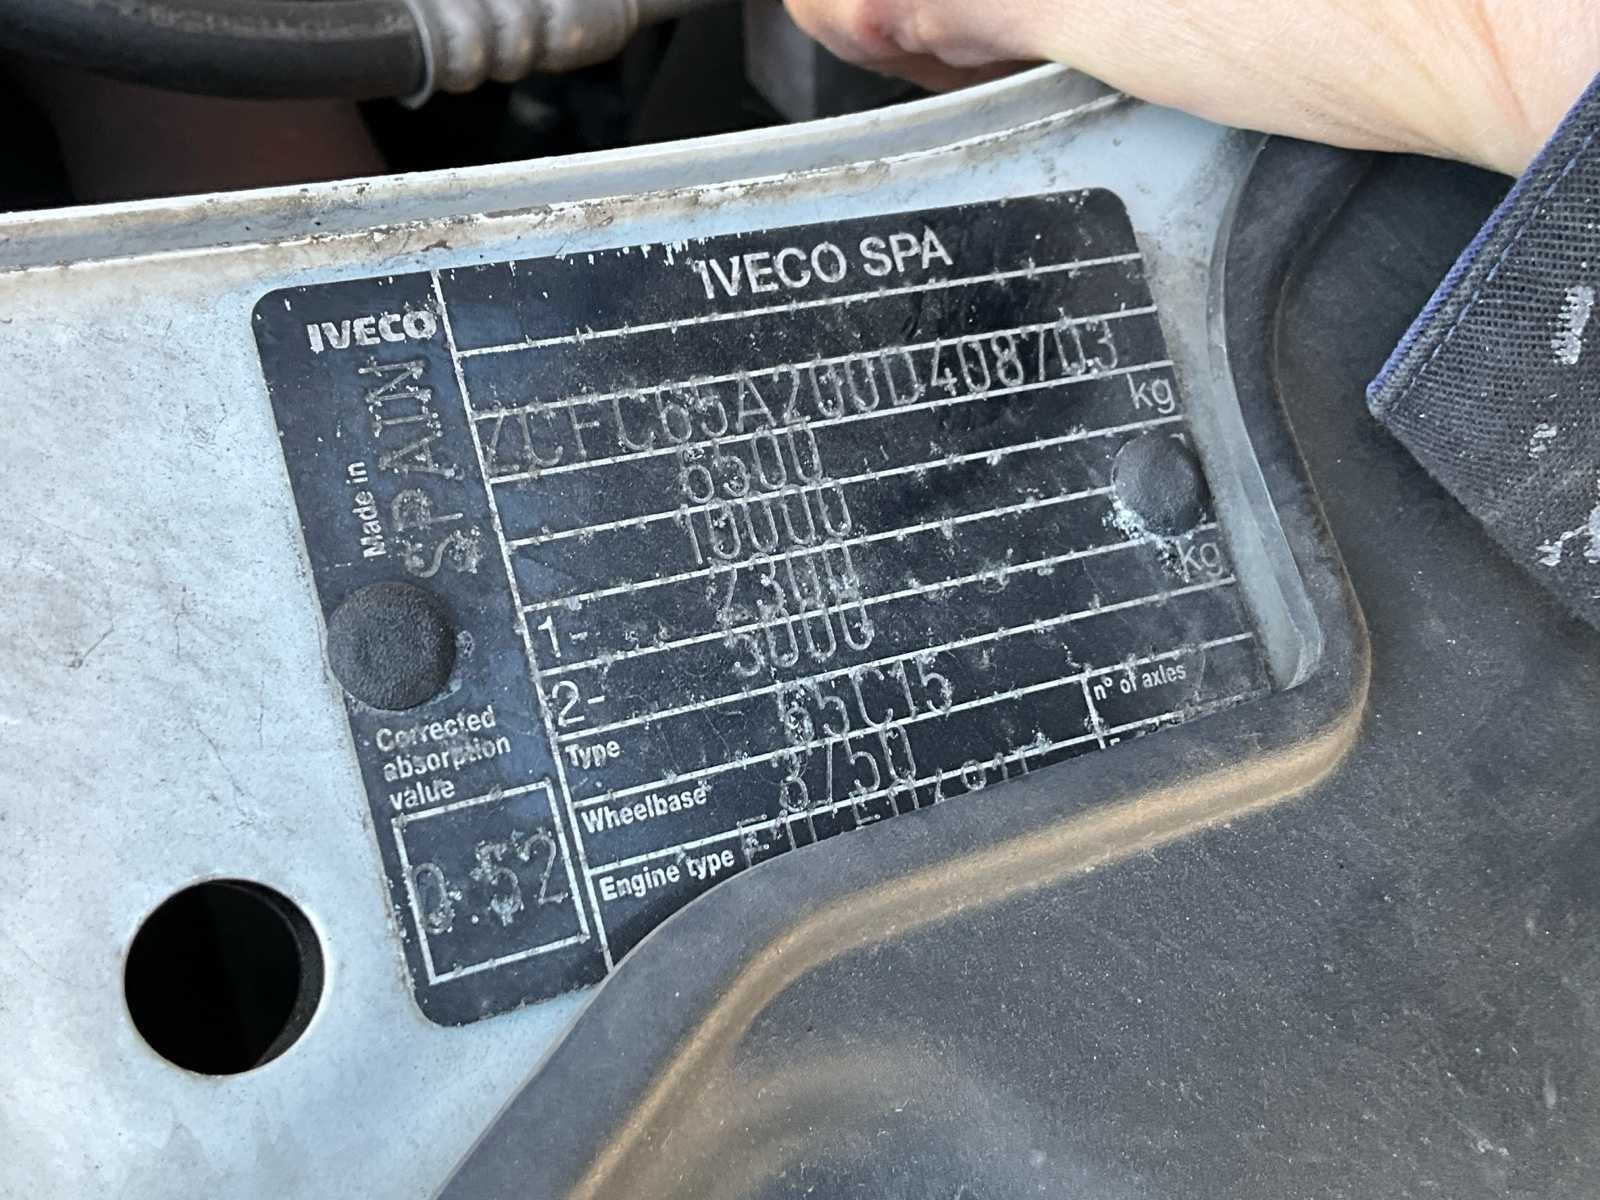 IVECO SPA
IVECO
Made in
SPAIN
ZCFC65A200D408703
6500
kg
10000
1- 2300
kg
2- 5000
Type 65C15
n° of axles
Wheelbase 3750
Engine type
Corrected
absorption
value
0.52